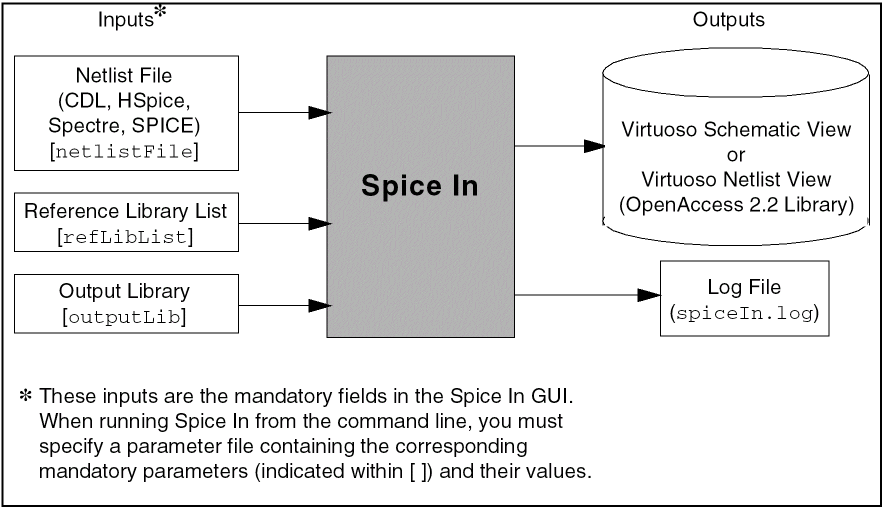 Inputs*
Outputs
Netlist File
(CDL, HSpice,
Spectre, SPICE)
[netlistFile]
Reference Library List
[refLibList]
Output Library
[outputLib]
Spice In
Virtuoso Schematic View
or
Virtuoso Netlist View
(OpenAccess 2.2 Library)
Log File
(spiceIn.log)
* These inputs are the mandatory fields in the Spice In GUI.
When running Spice In from the command line, you must
specify a parameter file containing the corresponding
mandatory parameters (indicated within [ ]) and their values.